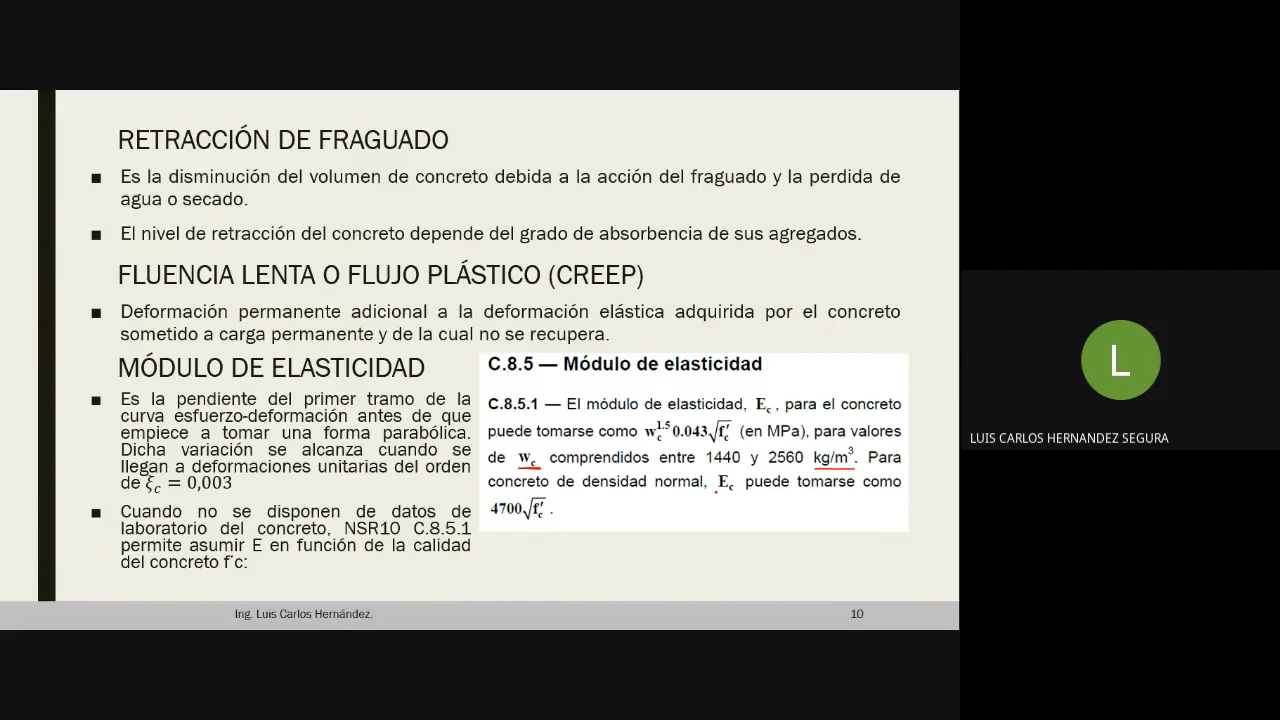 RETRACCIÓN DE FRAGUADO
■ Es la disminución del volumen de concreto debida a la acción del fraguado y la perdida de
agua o secado.
■ El nivel de retracción del concreto depende del grado de absorbencia de sus agregados.
FLUENCIA LENTA O FLUJO PLÁSTICO (CREEP)
■ Deformación permanente adicional a la deformación elástica adquirida por el concreto
sometido a carga permanente y de la cual no se recupera.
MÓDULO DE ELASTICIDAD
■ Es la pendiente del primer tramo de la
curva esfuerzo-deformación antes de que
empiece a tomar una forma parabólica.
Dicha variación se alcanza cuando se
llegan a deformaciones unitarias del orden
de ξc = 0,003
■ Cuando no se disponen de datos de
laboratorio del concreto, NSR10 C.8.5.1
permite asumir E en función de la calidad
del concreto f'c:
C.8.5 — Módulo de elasticidad
C.8.5.1 — El módulo de elasticidad, Ec, para el concreto
puede tomarse como wc^1.5 0.043√f'c (en MPa), para valores
de wc comprendidos entre 1440 y 2560 kg/m³. Para
concreto de densidad normal, Ec puede tomarse como
4700√f'c.
Ing. Luis Carlos Hernández.
10
L
LUIS CARLOS HERNANDEZ SEGURA